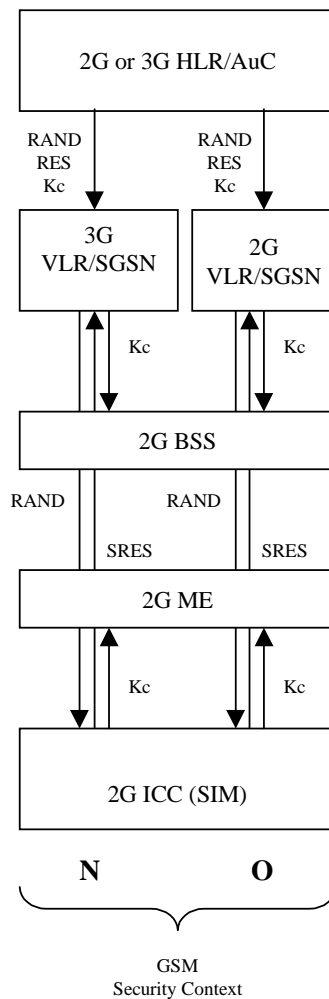 2G or 3G HLR/AuC
RAND
RES
Kc
RAND
RES
Kc
3G
VLR/SGSN
2G
VLR/SGSN
Kc
Kc
2G BSS
RAND
RAND
SRES
SRES
2G ME
Kc
Kc
2G ICC (SIM)
N
O
GSM
Security Context